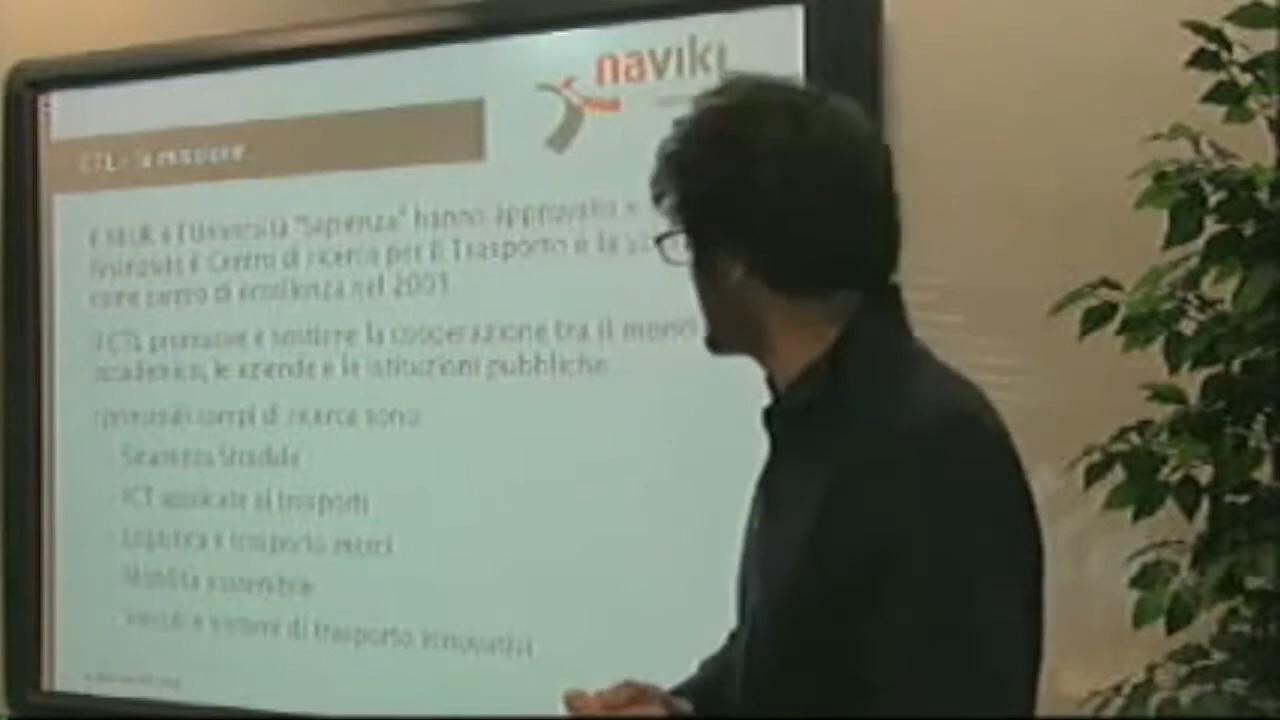 naviki
CTL - la missione
Il MIUR e l'Università "Sapienza" hanno approvato e
finanziato il Centro di ricerca per il Trasporto e la
come centro di eccellenza nel 2001
Il CTL promuove e sostiene la cooperazione tra il
accademico, le aziende e le istituzioni pubbliche.
I principali campi di ricerca sono:
- Sicurezza Stradale
- ICT applicate ai trasporti
- Logistica e trasporto merci
- Mobilità sostenibile
- Veicoli e sistemi di trasporto innovativi